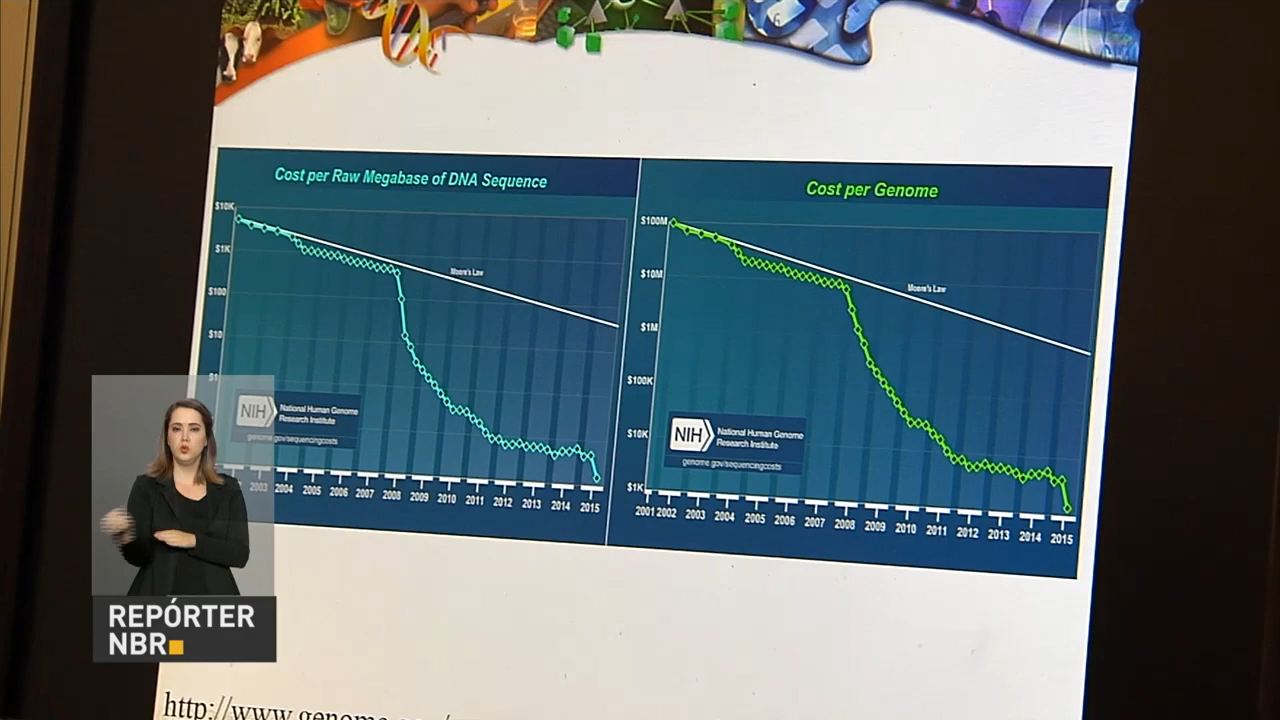 Cost per Raw Megabase of DNA Sequence
$10K
$1K
$100
$10
$1
Moore's Law
NIH
National Human Genome
Research Institute
genome.gov/sequencingcosts
2003 2004 2005 2006 2007 2008 2009 2010 2011 2012 2013 2014 2015
Cost per Genome
$100M
$10M
$1M
$100K
$10K
$1K
Moore's Law
NIH
National Human Genome
Research Institute
genome.gov/sequencingcosts
2001 2002 2003 2004 2005 2006 2007 2008 2009 2010 2011 2012 2013 2014 2015
REPÓRTER
NBR